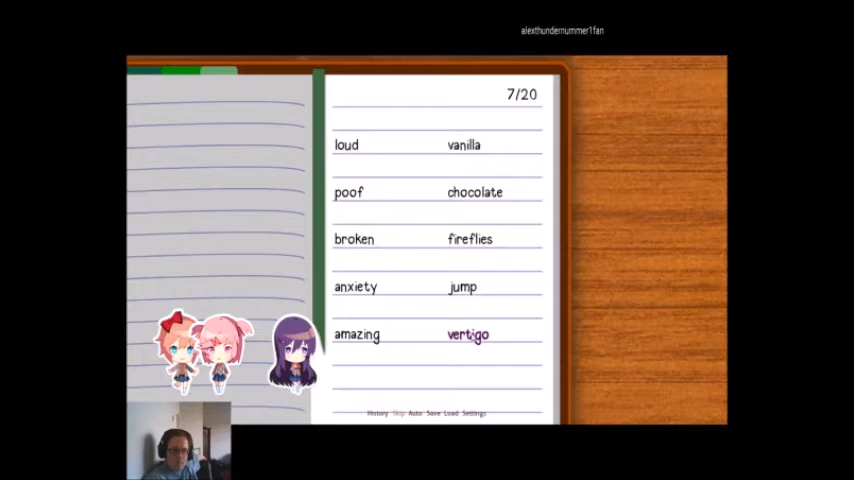 alexthundernummer1fan
7/20
loud vanilla
poof chocolate
broken fireflies
anxiety jump
amazing vertigo
History Skip Auto Save Load Settings